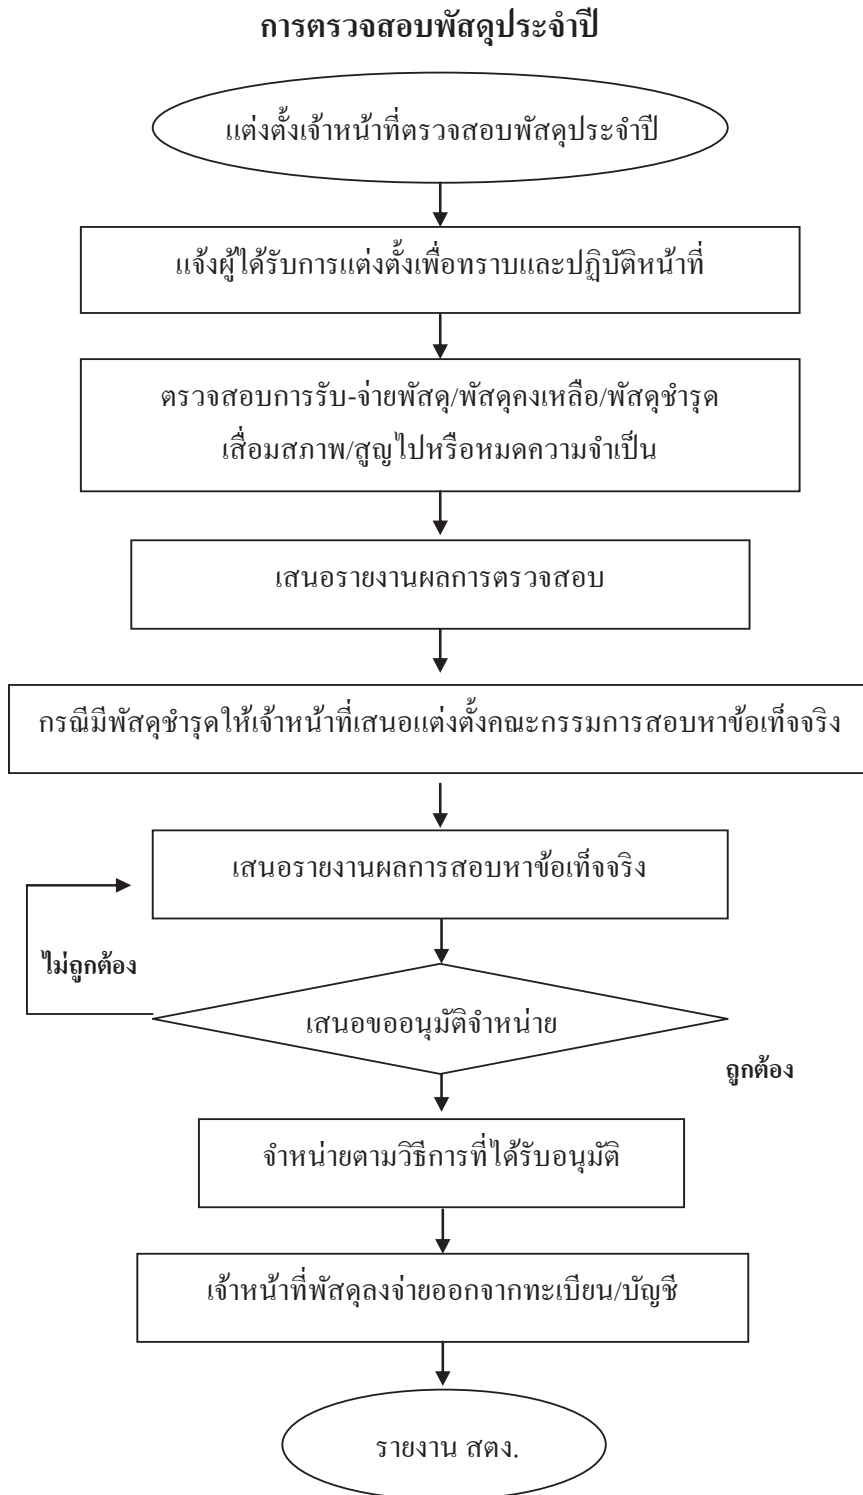 การตรวจสอบพัสดุประจำปี
แต่งตั้งเจ้าหน้าที่ตรวจสอบพัสดุประจำปี
แจ้งผู้ได้รับการแต่งตั้งเพื่อทราบและปฏิบัติหน้าที่
ตรวจสอบการรับ-จ่ายพัสดุ/พัสดุคงเหลือ/พัสดุชำรุด
เสื่อมสภาพ/สูญไปหรือหมดความจำเป็น
เสนอรายงานผลการตรวจสอบ
กรณีมีพัสดุชำรุดให้เจ้าหน้าที่เสนอแต่งตั้งคณะกรรมการสอบหาข้อเท็จจริง
เสนอรายงานผลการสอบหาข้อเท็จจริง
ไม่ถูกต้อง
เสนอขออนุมัติจำหน่าย
ถูกต้อง
จำหน่ายตามวิธีการที่ได้รับอนุมัติ
เจ้าหน้าที่พัสดุลงจ่ายออกจากทะเบียน/บัญชี
รายงาน สตง.